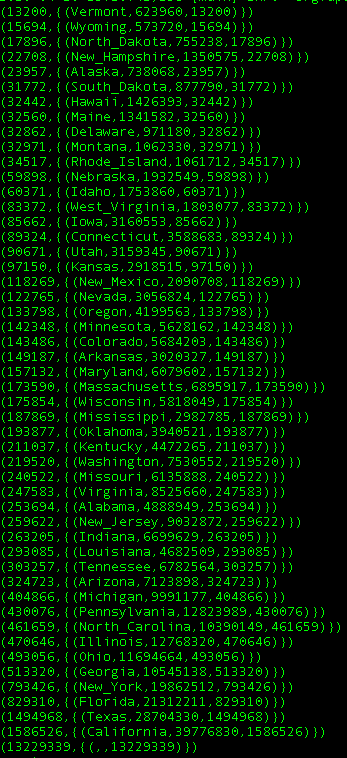 (13200,{(Vermont,623960,13200)})
(15694,{(Wyoming,573720,15694)})
(17896,{(North_Dakota,755238,17896)})
(22708,{(New_Hampshire,1350575,22708)})
(23957,{(Alaska,738068,23957)})
(31772,{(South_Dakota,877790,31772)})
(32442,{(Hawaii,1426393,32442)})
(32560,{(Maine,1341582,32560)})
(32862,{(Delaware,971180,32862)})
(32971,{(Montana,1062330,32971)})
(34517,{(Rhode_Island,1061712,34517)})
(59898,{(Nebraska,1932549,59898)})
(60371,{(Idaho,1753860,60371)})
(83372,{(West_Virginia,1803077,83372)})
(85662,{(Iowa,3160553,85662)})
(89324,{(Connecticut,3588683,89324)})
(90671,{(Utah,3159345,90671)})
(97150,{(Kansas,2918515,97150)})
(118269,{(New_Mexico,2090708,118269)})
(122765,{(Nevada,3056824,122765)})
(133798,{(Oregon,4199563,133798)})
(142348,{(Minnesota,5628162,142348)})
(143486,{(Colorado,5684203,143486)})
(149187,{(Arkansas,3020327,149187)})
(157132,{(Maryland,6079602,157132)})
(173590,{(Massachusetts,6895917,173590)})
(175854,{(Wisconsin,5818049,175854)})
(187869,{(Mississippi,2982785,187869)})
(193877,{(Oklahoma,3940521,193877)})
(211037,{(Kentucky,4472265,211037)})
(219520,{(Washington,7530552,219520)})
(240522,{(Missouri,6135888,240522)})
(247583,{(Virginia,8525660,247583)})
(253694,{(Alabama,4888949,253694)})
(259622,{(New_Jersey,9032872,259622)})
(263205,{(Indiana,6699629,263205)})
(293085,{(Louisiana,4682509,293085)})
(303257,{(Tennessee,6782564,303257)})
(324723,{(Arizona,7123898,324723)})
(404866,{(Michigan,9991177,404866)})
(430076,{(Pennsylvania,12823989,430076)})
(461659,{(North_Carolina,10390149,461659)})
(470646,{(Illinois,12768320,470646)})
(493056,{(Ohio,11694664,493056)})
(513320,{(Georgia,10545138,513320)})
(793426,{(New_York,19862512,793426)})
(829310,{(Florida,21312211,829310)})
(1494968,{(Texas,28704330,1494968)})
(1586526,{(California,39776830,1586526)})
(13229339,{(,,13229339)})